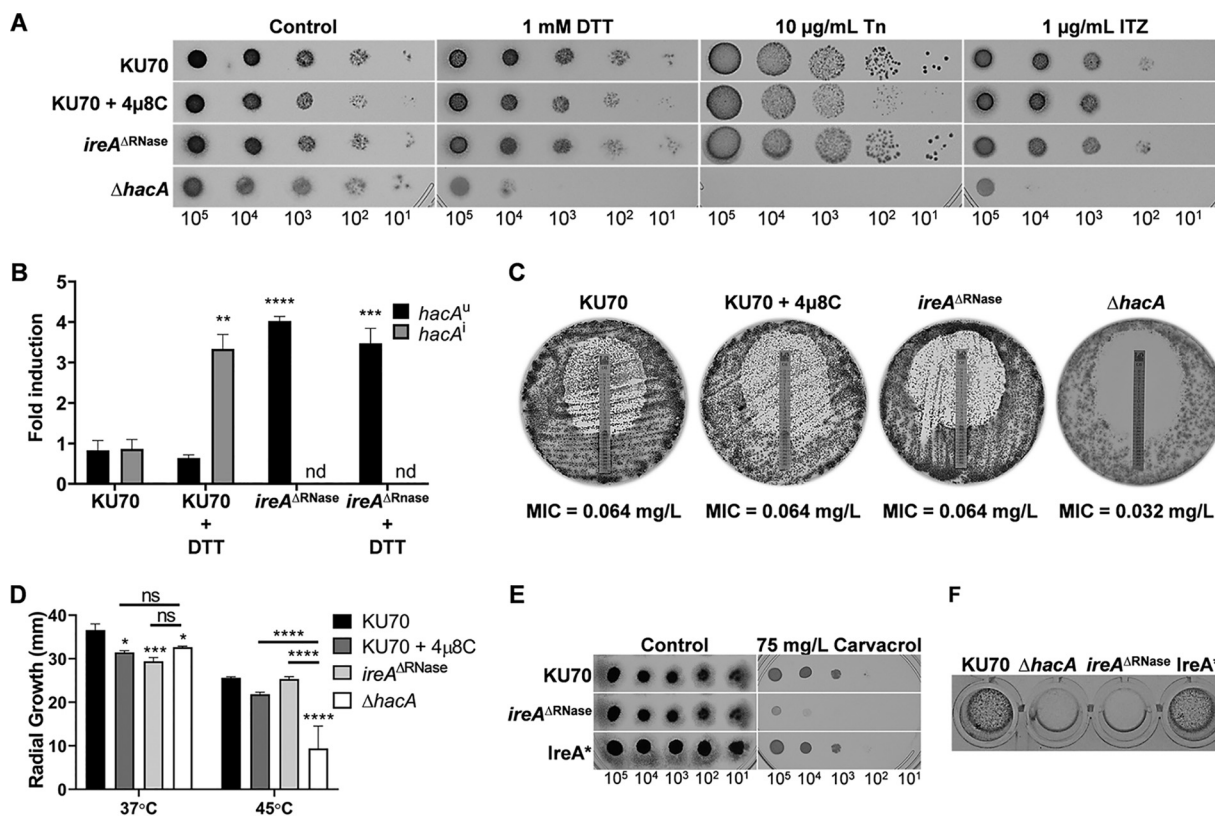 A
Control 1 mM DTT 10 µg/mL Tn 1 µg/mL ITZ
KU70
KU70 + 4µ8C
ireA^ΔRNase
ΔhacA
10⁵ 10⁴ 10³ 10² 10¹ 10⁵ 10⁴ 10³ 10² 10¹ 10⁵ 10⁴ 10³ 10² 10¹ 10⁵ 10⁴ 10³ 10² 10¹
B
Fold induction
5
4
3
2
1
0
** **** ***
nd nd
hacA^u
hacA^i
KU70 KU70 + DTT ireA^ΔRNase ireA^ΔRnase + DTT
C
KU70 KU70 + 4µ8C ireA^ΔRNase ΔhacA
MIC = 0.064 mg/L MIC = 0.064 mg/L MIC = 0.064 mg/L MIC = 0.032 mg/L
D
Radial Growth (mm)
40
30
20
10
0
ns
ns
* *** *
****
****
****
37°C 45°C
KU70
KU70 + 4µ8C
ireA^ΔRNase
ΔhacA
E
Control 75 mg/L Carvacrol
KU70
ireA^ΔRNase
IreA*
10⁵ 10⁴ 10³ 10² 10¹ 10⁵ 10⁴ 10³ 10² 10¹
F
KU70 ΔhacA ireA^ΔRNase IreA*